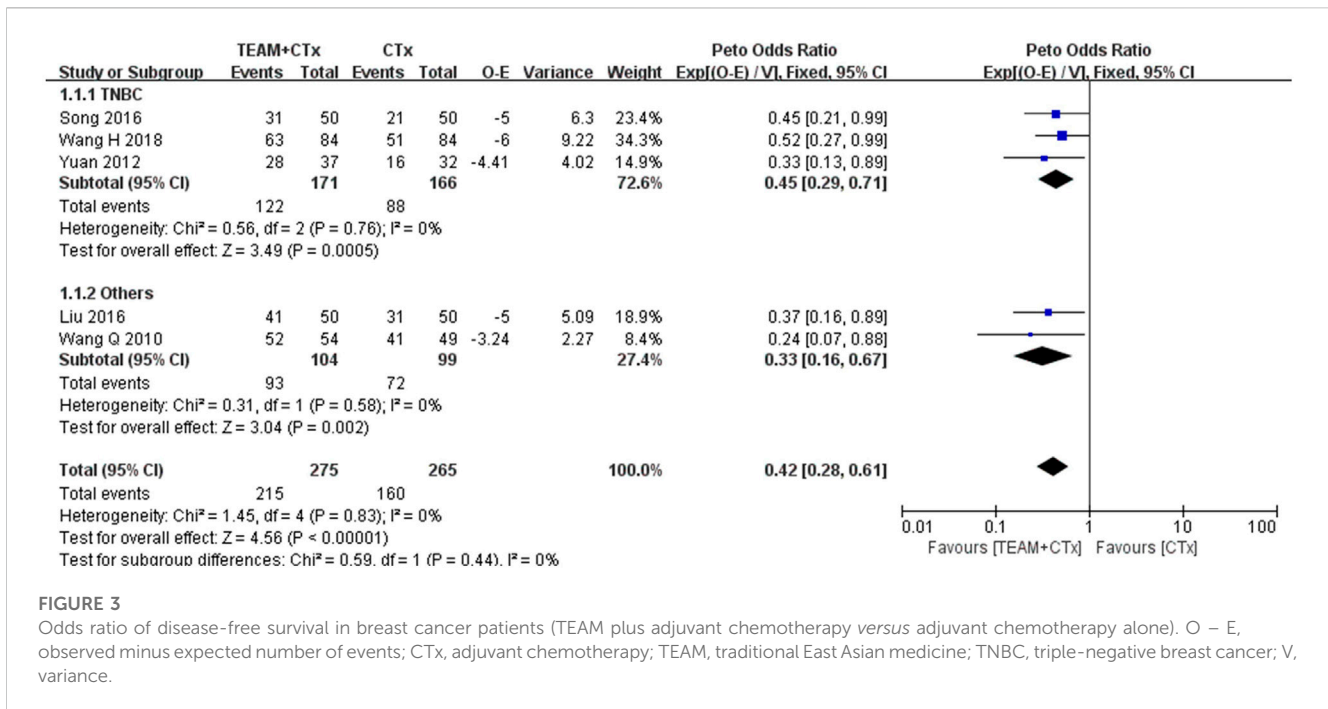 TEAM+CTx CTx Peto Odds Ratio Peto Odds Ratio
Study or Subgroup Events Total Events Total O-E Variance Weight Exp[(O-E) / V], Fixed, 95% CI Exp[(O-E) / V], Fixed, 95% CI
1.1.1 TNBC
Song 2016 31 50 21 50 -5 6.3 23.4% 0.45 [0.21, 0.99]
Wang H 2018 63 84 51 84 -6 9.22 34.3% 0.52 [0.27, 0.99]
Yuan 2012 28 37 16 32 -4.41 4.02 14.9% 0.33 [0.13, 0.89]
Subtotal (95% CI) 171 166 72.6% 0.45 [0.29, 0.71]
Total events 122 88
Heterogeneity: Chi² = 0.56, df = 2 (P = 0.76); I² = 0%
Test for overall effect: Z = 3.49 (P = 0.0005)
1.1.2 Others
Liu 2016 41 50 31 50 -5 5.09 18.9% 0.37 [0.16, 0.89]
Wang Q 2010 52 54 41 49 -3.24 2.27 8.4% 0.24 [0.07, 0.88]
Subtotal (95% CI) 104 99 27.4% 0.33 [0.16, 0.67]
Total events 93 72
Heterogeneity: Chi² = 0.31, df = 1 (P = 0.58); I² = 0%
Test for overall effect: Z = 3.04 (P = 0.002)
Total (95% CI) 275 265 100.0% 0.42 [0.28, 0.61]
Total events 215 160
Heterogeneity: Chi² = 1.45, df = 4 (P = 0.83); I² = 0%
Test for overall effect: Z = 4.56 (P < 0.00001)
Test for subgroup differences: Chi² = 0.59, df = 1 (P = 0.44), I² = 0%
0.01 0.1 1 10 100
Favours [TEAM+CTx] Favours [CTx]
FIGURE 3
Odds ratio of disease-free survival in breast cancer patients (TEAM plus adjuvant chemotherapy versus adjuvant chemotherapy alone). O – E,
observed minus expected number of events; CTx, adjuvant chemotherapy; TEAM, traditional East Asian medicine; TNBC, triple-negative breast cancer; V,
variance.